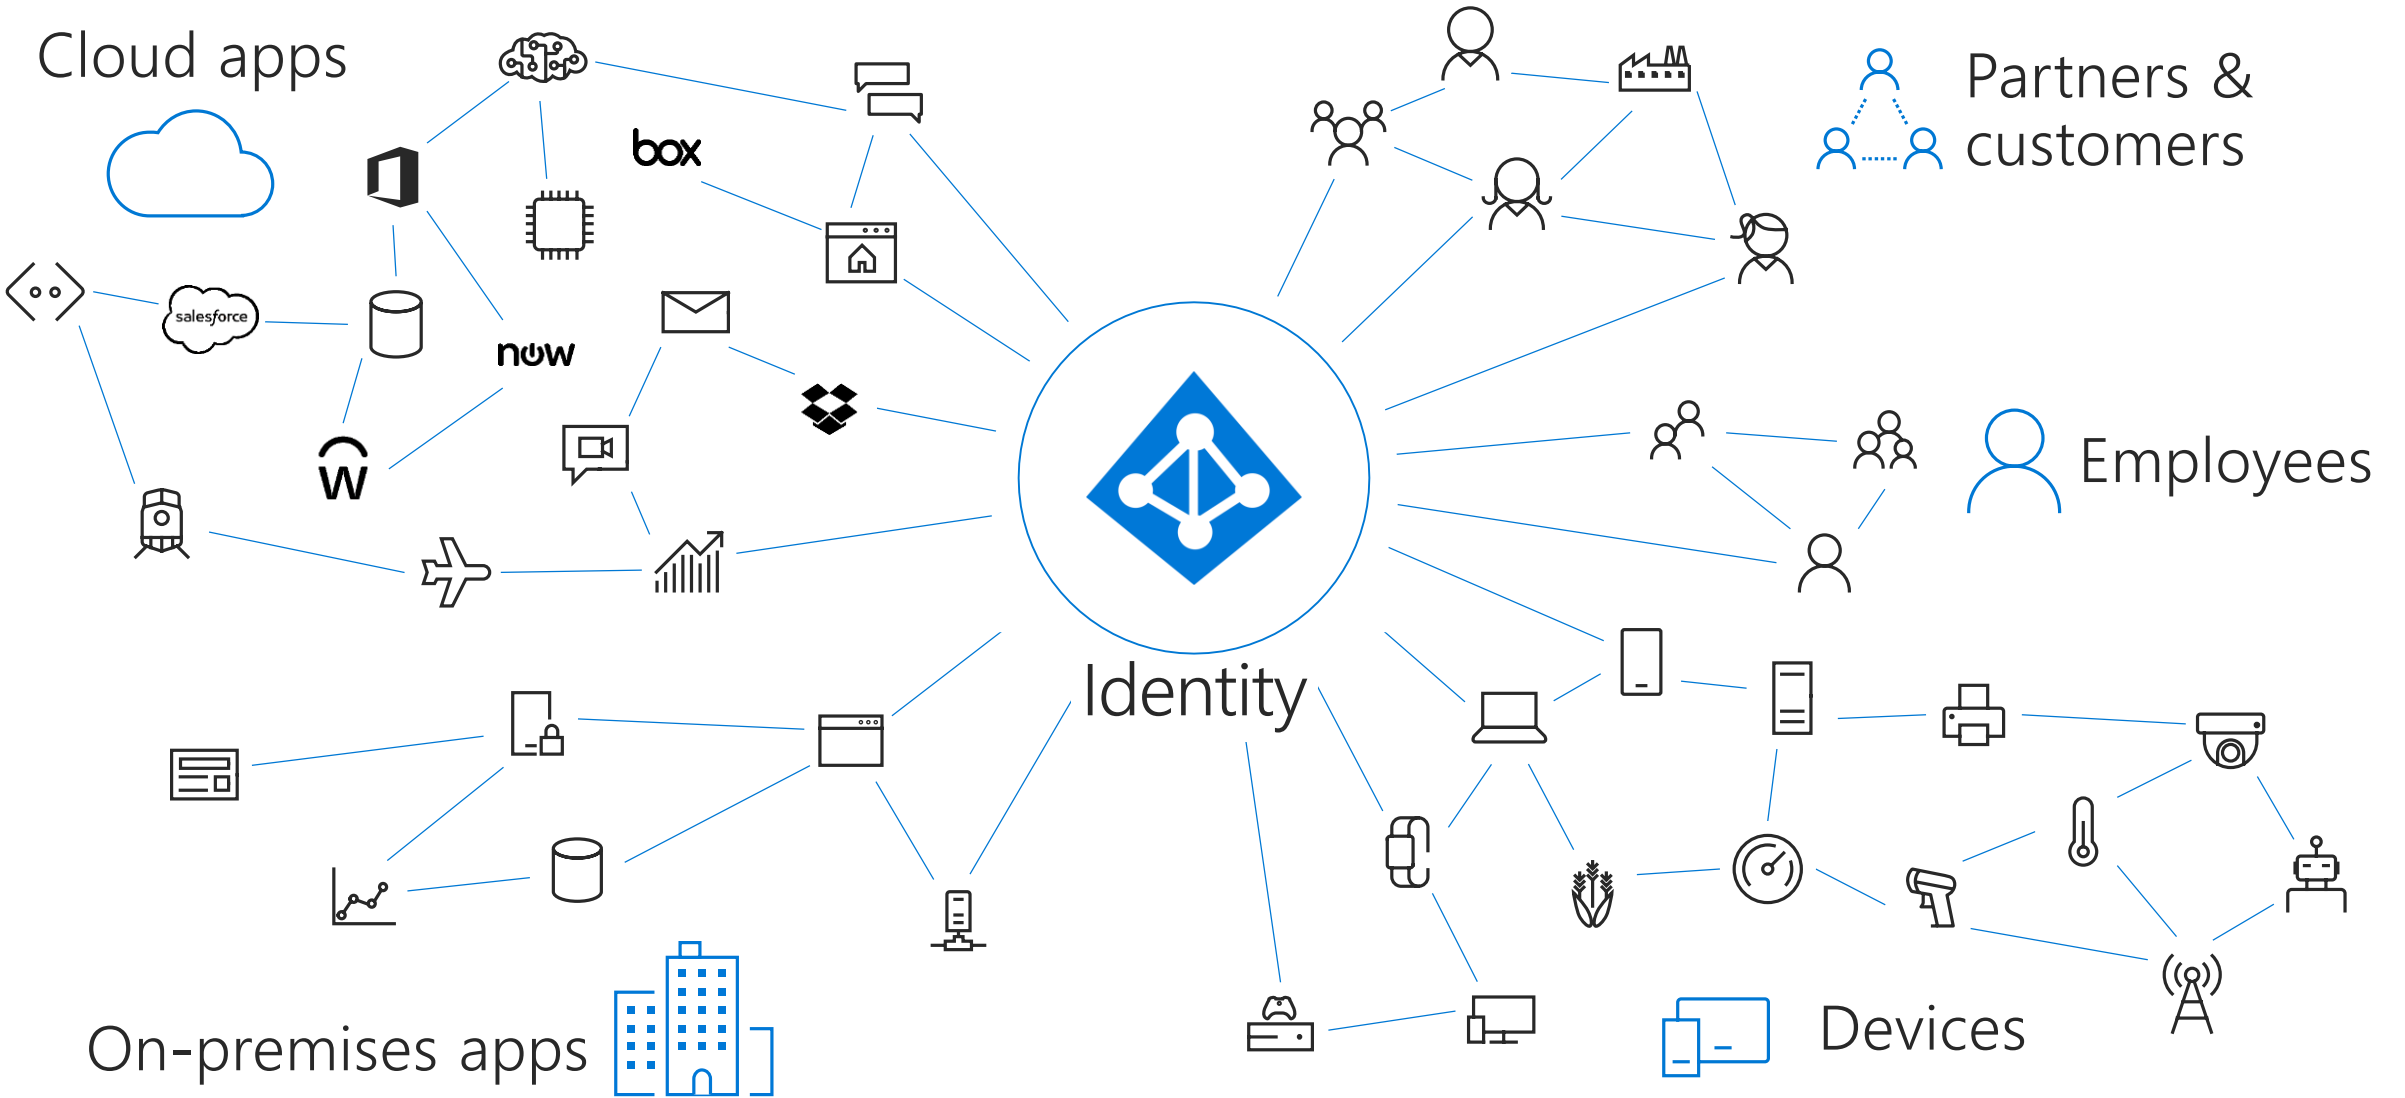 Cloud apps
box
salesforce
now
W
Partners &
customers
Employees
Identity
On-premises apps
Devices